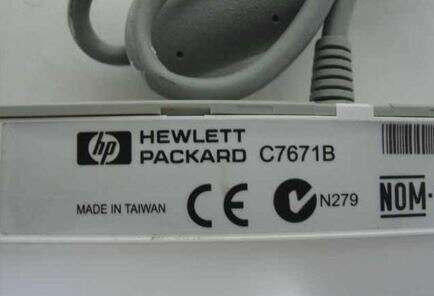 hp HEWLETT
PACKARD C7671B
MADE IN TAIWAN CE N279 NOM-